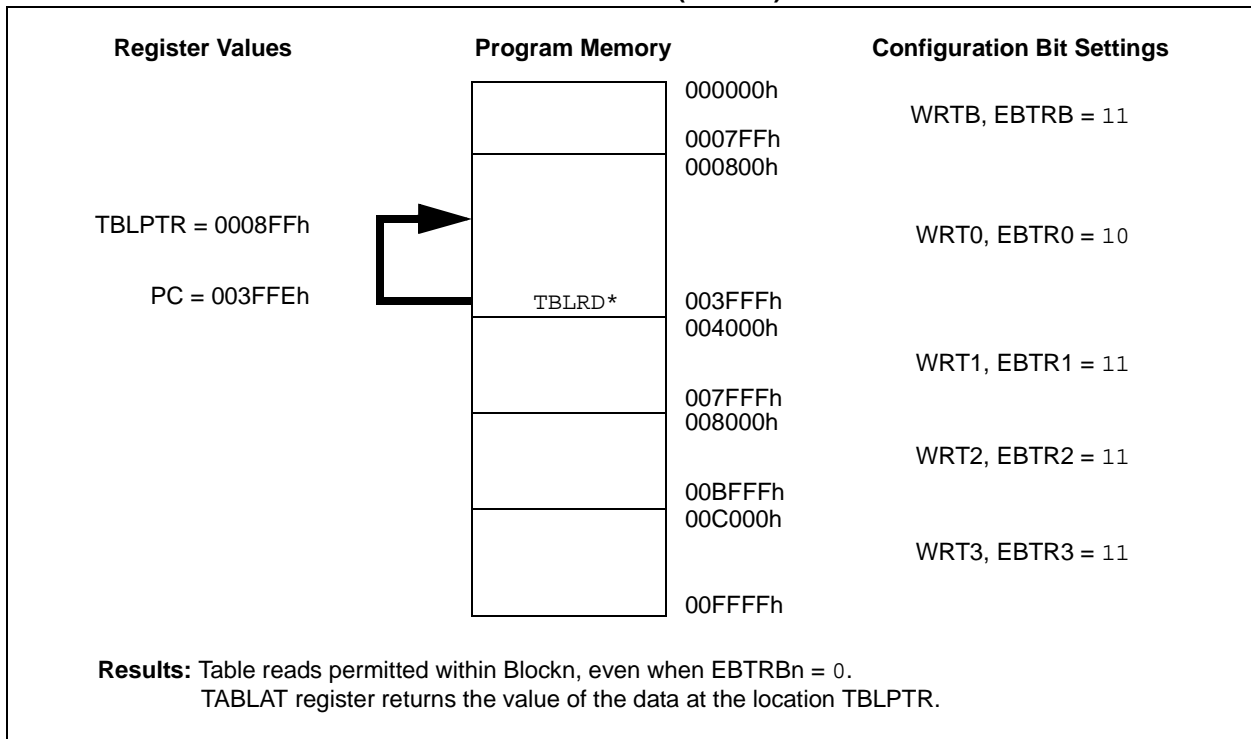 Register Values Program Memory Configuration Bit Settings
000000h
WRTB, EBTRB = 11
0007FFh
000800h
TBLPTR = 0008FFh
WRT0, EBTR0 = 10
PC = 003FFEh
TBLRD*
003FFFh
004000h
WRT1, EBTR1 = 11
007FFFh
008000h
WRT2, EBTR2 = 11
00BFFFh
00C000h
WRT3, EBTR3 = 11
00FFFFh
Results: Table reads permitted within Blockn, even when EBTRBn = 0.
TABLAT register returns the value of the data at the location TBLPTR.